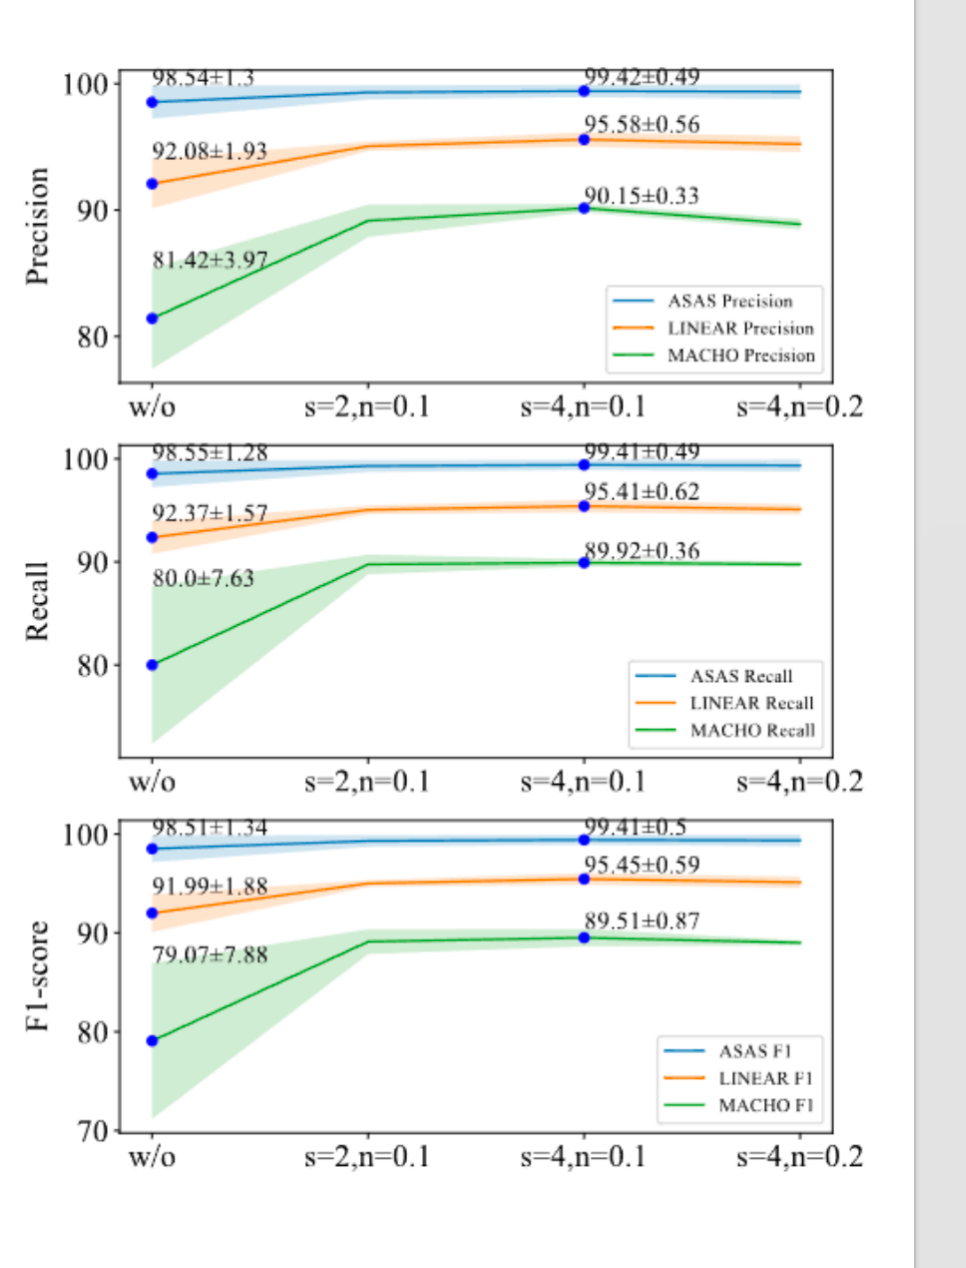 98.54±1.3
99.42±0.49
100
95.58±0.56
92.08±1.93
90.15±0.33
90
Precision
81.42±3.97
ASAS Precision
LINEAR Precision
MACHO Precision
80
w/o
s=2,n=0.1
s=4,n=0.1
s=4,n=0.2
98.55±1.28
99.41±0.49
100
95.41±0.62
92.37±1.57
89.92±0.36
90
80.0±7.63
Recall
80
ASAS Recall
LINEAR Recall
MACHO Recall
w/o
s=2,n=0.1
s=4,n=0.1
s=4,n=0.2
98.51±1.34
99.41±0.5
100
95.45±0.59
91.99±1.88
89.51±0.87
90
79.07±7.88
F1-score
80
ASAS F1
LINEAR F1
MACHO F1
70
w/o
s=2,n=0.1
s=4,n=0.1
s=4,n=0.2